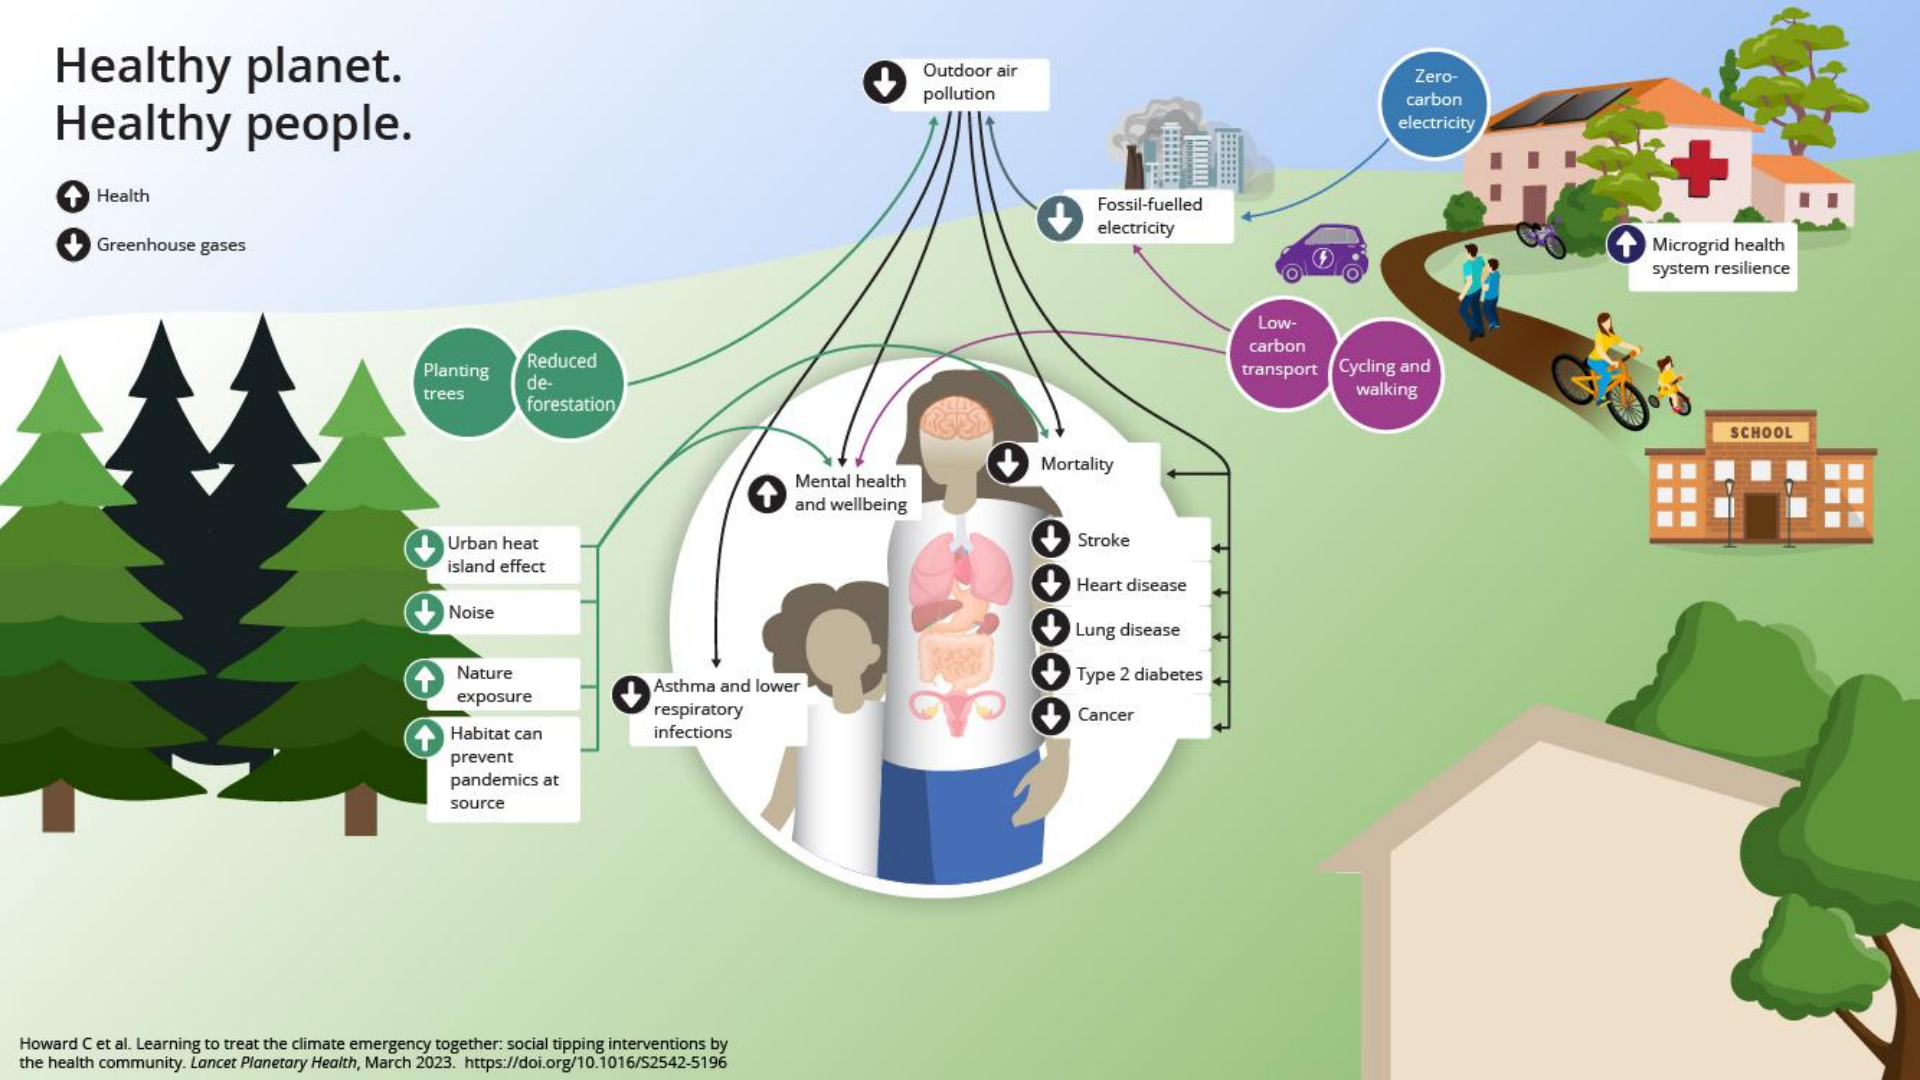 Healthy planet.
Healthy people.
Health
Greenhouse gases
Outdoor air
pollution
Zero-
carbon
electricity
Fossil-fuelled
electricity
Microgrid health
system resilience
Low-
carbon
transport
Cycling and
walking
Planting
trees
Reduced
de-
forestation
SCHOOL
Mental health
and wellbeing
Mortality
Urban heat
island effect
Noise
Nature
exposure
Habitat can
prevent
pandemics at
source
Asthma and lower
respiratory
infections
Stroke
Heart disease
Lung disease
Type 2 diabetes
Cancer
Howard C et al. Learning to treat the climate emergency together: social tipping interventions by
the health community. Lancet Planetary Health, March 2023. https://doi.org/10.1016/S2542-5196